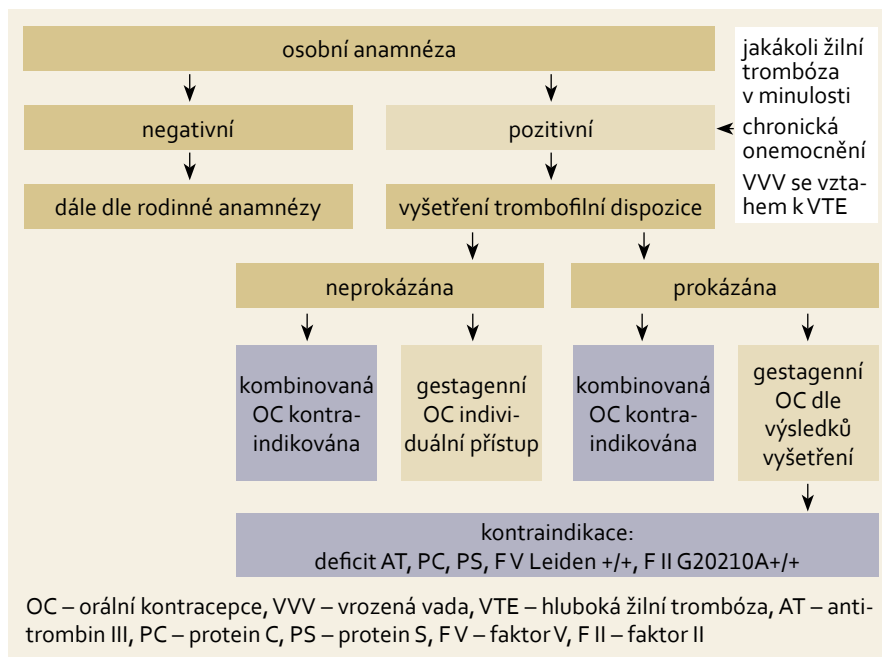 osobní anamnéza
jakákoli žilní
trombóza
v minulosti
chronická
onemocnění
VVV se vzta-
hem k VTE
negativní
pozitivní
dále dle rodinné anamnézy
vyšetření trombofilní dispozice
neprokázána
prokázána
kombinovaná
OC kontra-
indikována
gestagenní
OC indivi-
duální přístup
kombinovaná
OC kontra-
indikována
gestagenní
OC dle
výsledků
vyšetření
kontraindikace:
deficit AT, PC, PS, F V Leiden +/+, F II G20210A+/+
OC – orální kontracepce, VVV – vrozená vada, VTE – hluboká žilní trombóza, AT – anti-
trombin III, PC – protein C, PS – protein S, F V – faktor V, F II – faktor II